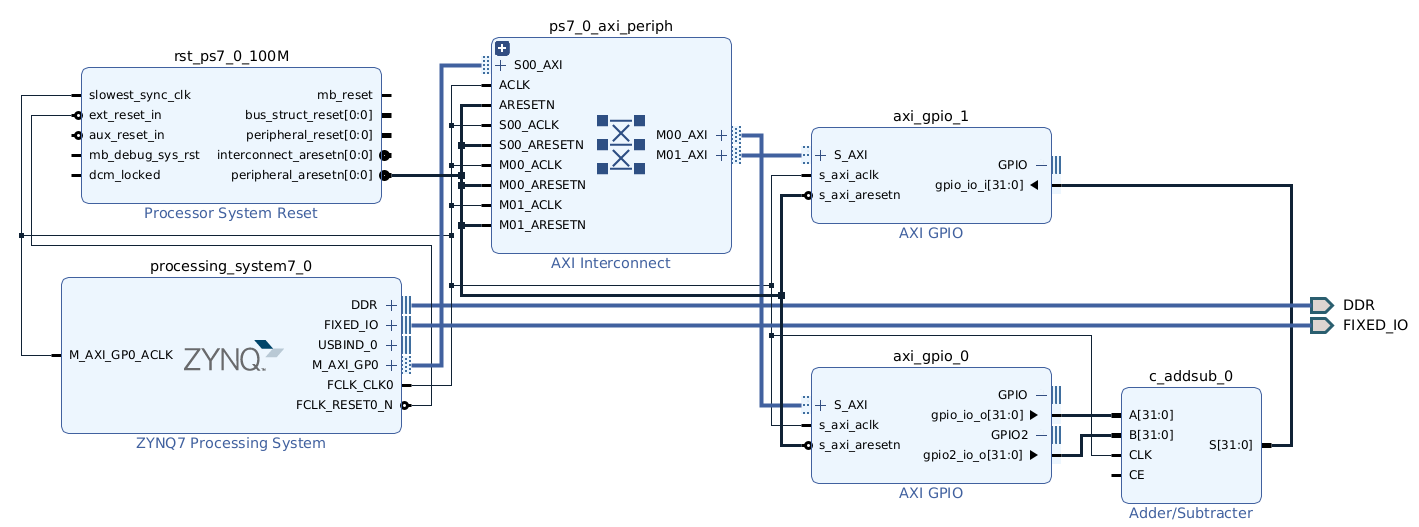 ps7_0_axi_periph
S00_AXI
ACLK
ARESETN
S00_ACLK
S00_ARESETN
M00_ACLK
M00_ARESETN
M01_ACLK
M01_ARESETN
M00_AXI
M01_AXI
AXI Interconnect
rst_ps7_0_100M
slowest_sync_clk
ext_reset_in
aux_reset_in
mb_debug_sys_rst
dcm_locked
mb_reset
bus_struct_reset[0:0]
peripheral_reset[0:0]
interconnect_aresetn[0:0]
peripheral_aresetn[0:0]
Processor System Reset
axi_gpio_1
S_AXI
s_axi_aclk
s_axi_aresetn
GPIO
gpio_io_i[31:0]
AXI GPIO
processing_system7_0
M_AXI_GP0_ACLK
ZYNQ
DDR
FIXED_IO
USBIND_0
M_AXI_GP0
FCLK_CLK0
FCLK_RESET0_N
ZYNQ7 Processing System
DDR
FIXED_IO
axi_gpio_0
S_AXI
s_axi_aclk
s_axi_aresetn
GPIO
gpio_io_o[31:0]
GPIO2
gpio2_io_o[31:0]
AXI GPIO
c_addsub_0
A[31:0]
B[31:0]
CLK
CE
S[31:0]
Adder/Subtracter